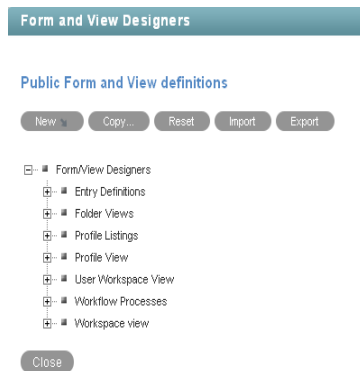 Form and View Designers
Public Form and View definitions
New Copy... Reset Import Export
Form/View Designers
Entry Definitions
Folder Views
Profile Listings
Profile View
User Workspace View
Workflow Processes
Workspace view
Close